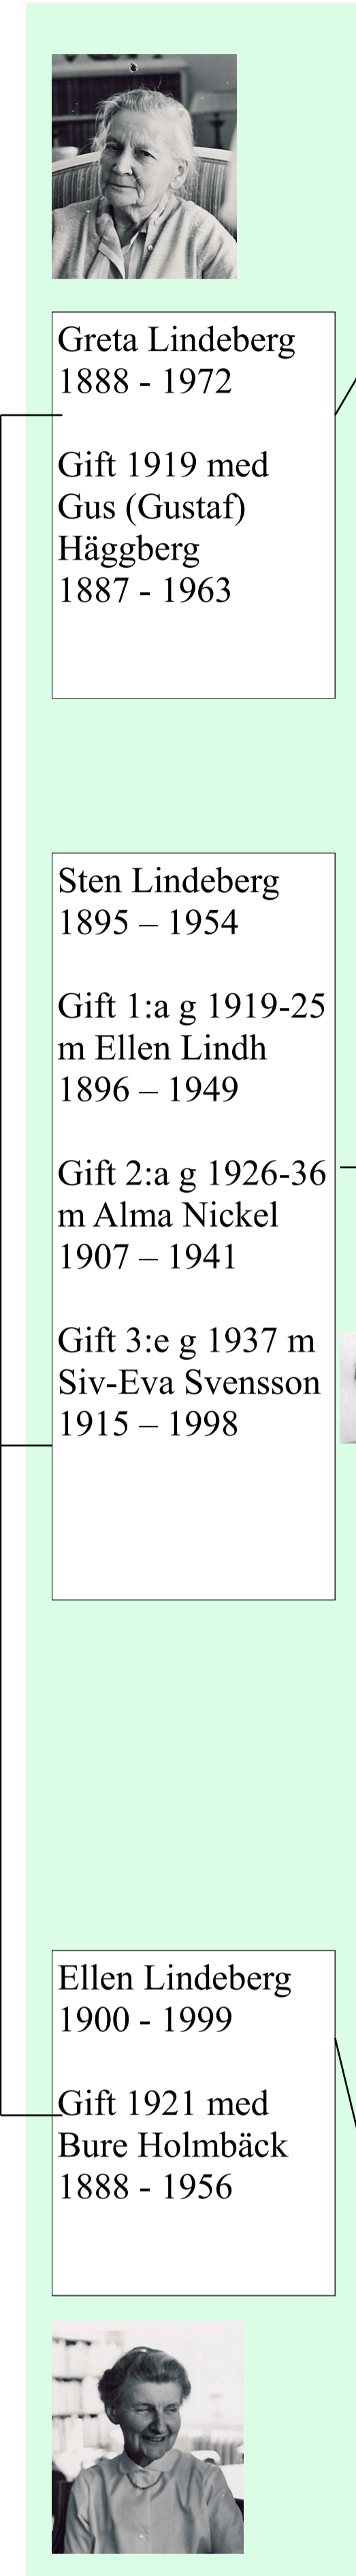 Greta Lindeberg
1888 - 1972
Gift 1919 med
Gus (Gustaf)
Häggberg
1887 - 1963
Sten Lindeberg
1895 – 1954
Gift 1:a g 1919-25
m Ellen Lindh
1896 – 1949
Gift 2:a g 1926-36
m Alma Nickel
1907 – 1941
Gift 3:e g 1937 m
Siv-Eva Svensson
1915 – 1998
Ellen Lindeberg
1900 - 1999
Gift 1921 med
Bure Holmbäck
1888 - 1956